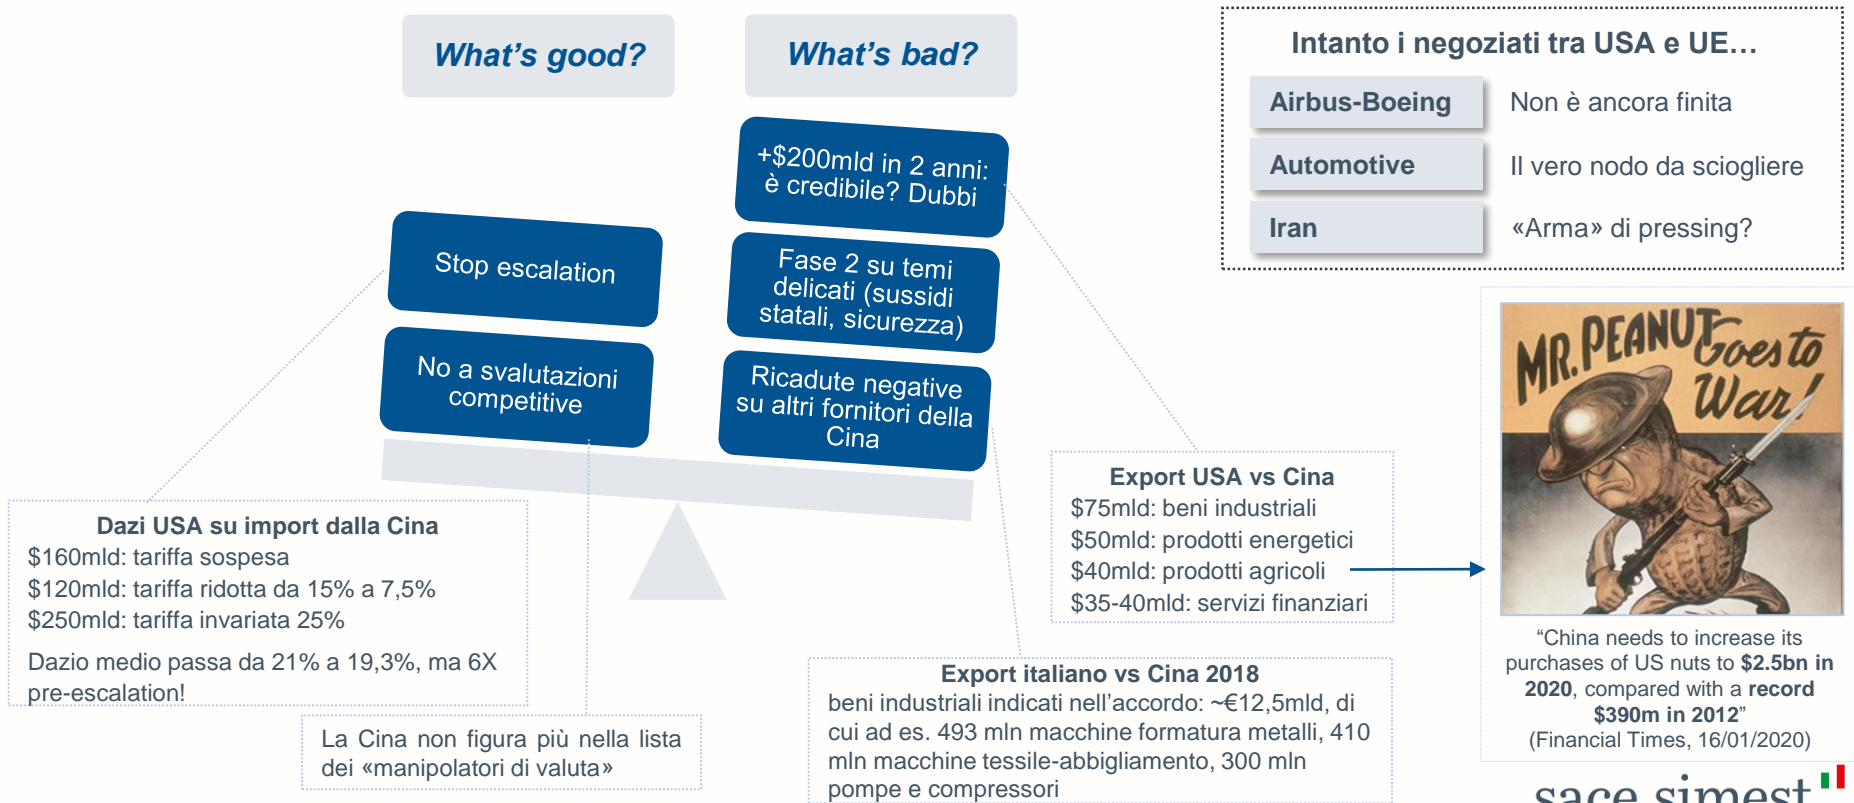 What's good?
What's bad?
Stop escalation
No a svalutazioni
competitive
+$200mld in 2 anni:
è credibile? Dubbi
Fase 2 su temi
delicati (sussidi
statali, sicurezza)
Ricadute negative
su altri fornitori della
Cina
Dazi USA su import dalla Cina
$160mld: tariffa sospesa
$120mld: tariffa ridotta da 15% a 7,5%
$250mld: tariffa invariata 25%
Dazio medio passa da 21% a 19,3%, ma 6X
pre-escalation!
La Cina non figura più nella lista
dei «manipolatori di valuta»
Export USA vs Cina
$75mld: beni industriali
$50mld: prodotti energetici
$40mld: prodotti agricoli
$35-40mld: servizi finanziari
Export italiano vs Cina 2018
beni industriali indicati nell'accordo: ~€12,5mld, di
cui ad es. 493 mln macchine formatura metalli, 410
mln macchine tessile-abbigliamento, 300 mln
pompe e compressori
Intanto i negoziati tra USA e UE…
Airbus-Boeing Non è ancora finita
Automotive Il vero nodo da sciogliere
Iran «Arma» di pressing?
MR. PEANUT Goes to
War!
“China needs to increase its
purchases of US nuts to $2.5bn in
2020, compared with a record
$390m in 2012”
(Financial Times, 16/01/2020)
sace simest